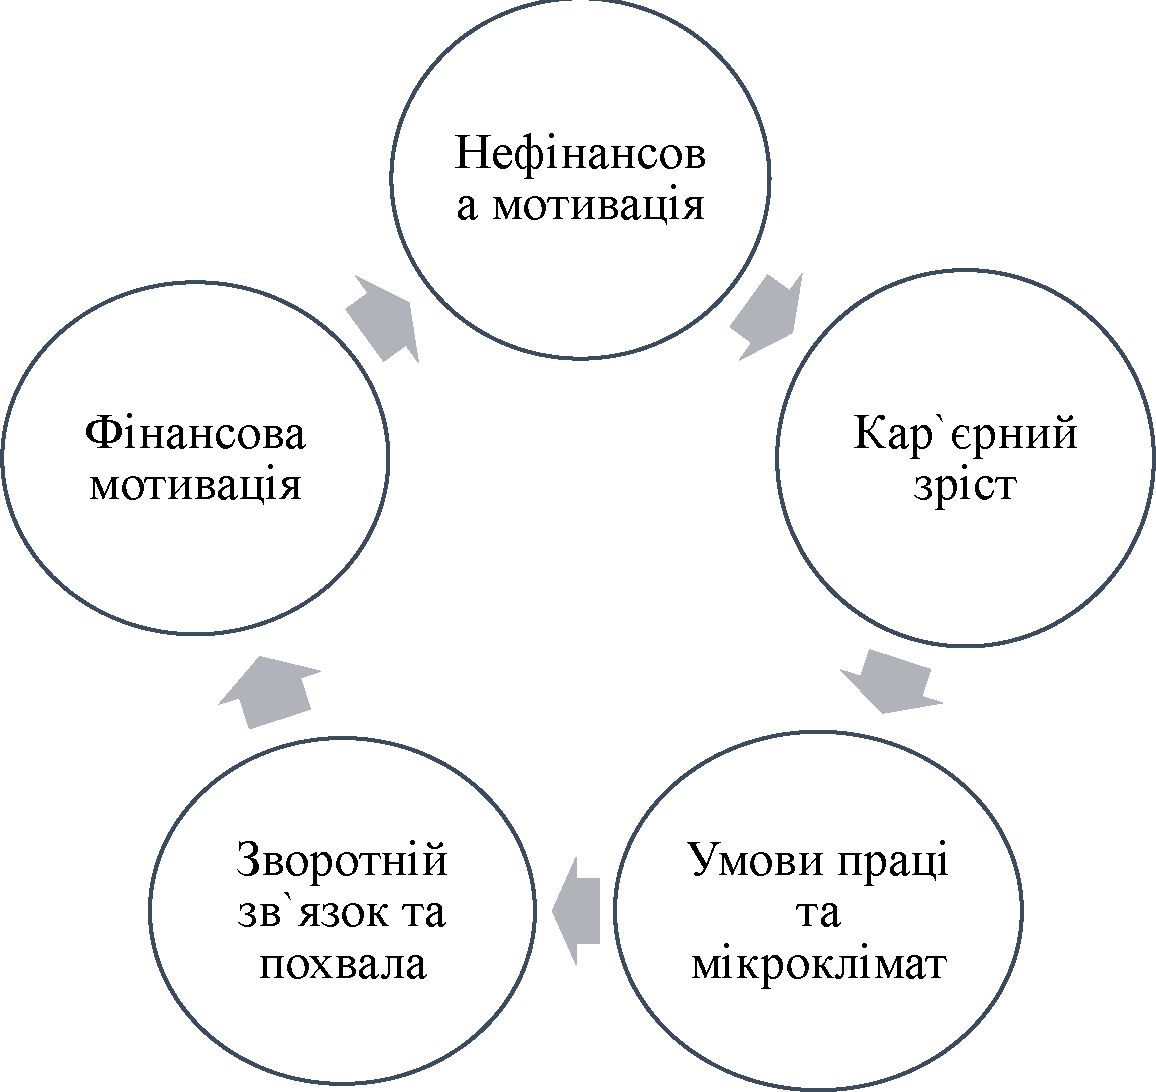 Нефінансов
а мотивація
Кар`єрний
зріст
Умови праці
та
мікроклімат
Зворотній
зв`язок та
похвала
Фінансова
мотивація